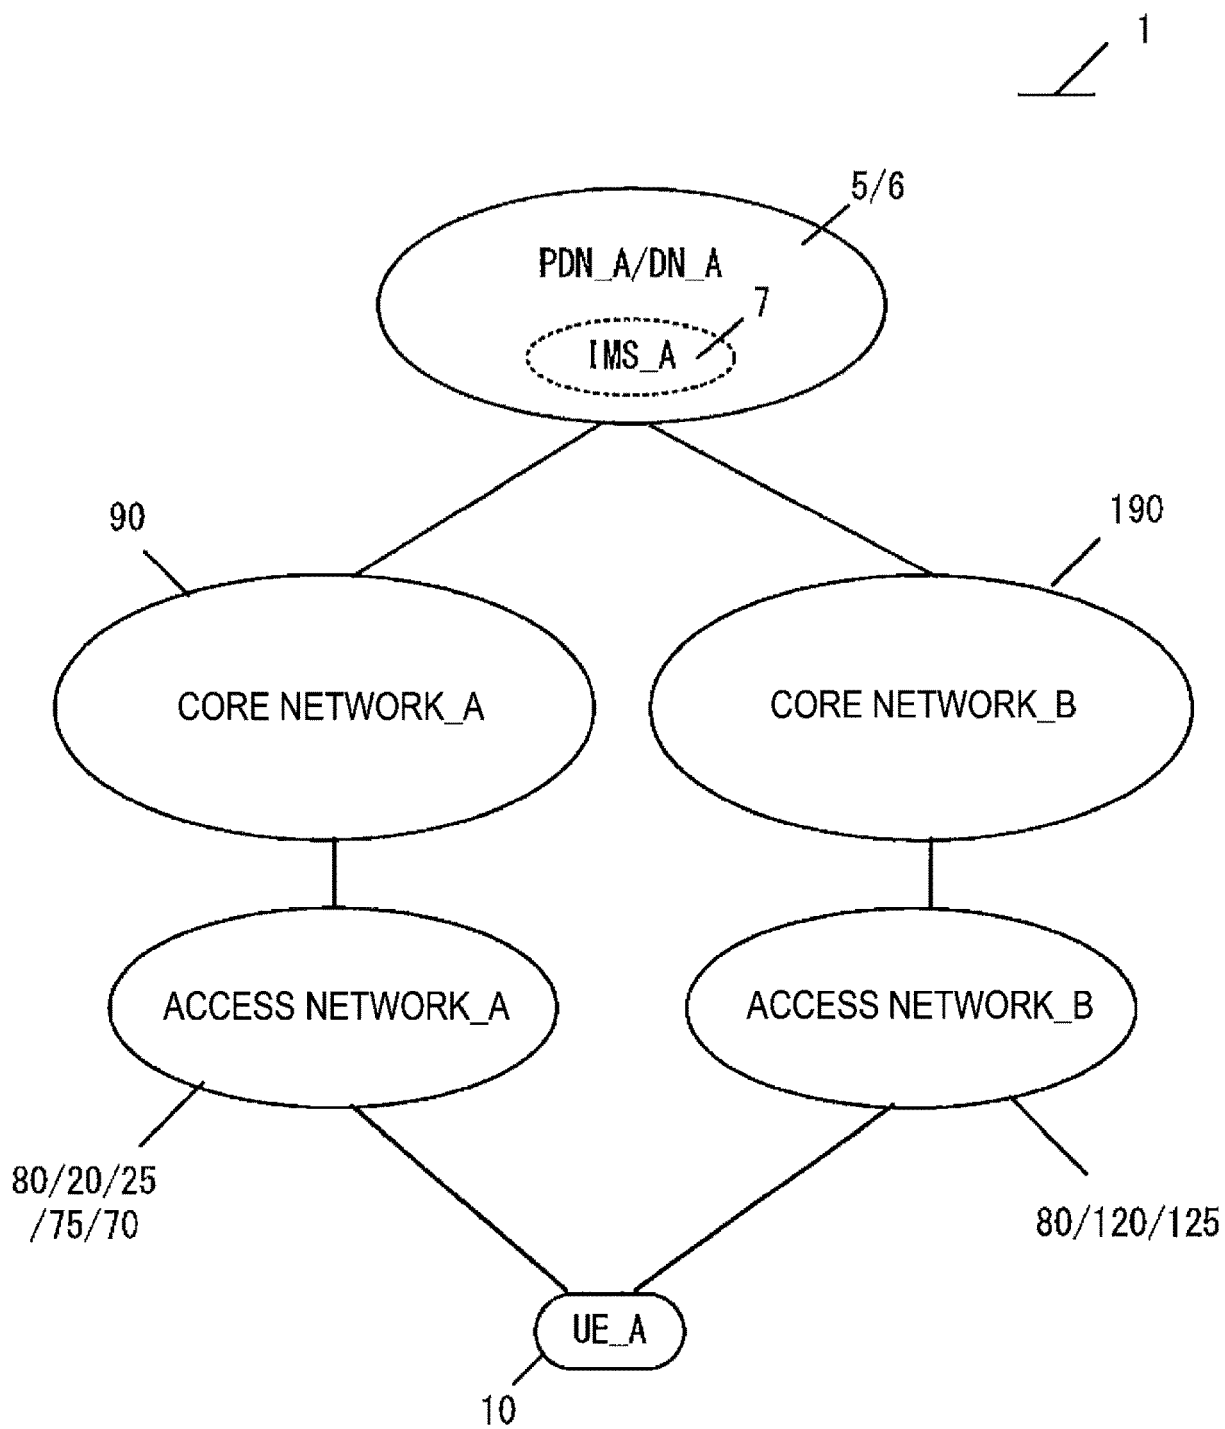 1
5/6
PDN_A/DN_A
7
IMS_A
90
190
CORE NETWORK_A
CORE NETWORK_B
ACCESS NETWORK_A
ACCESS NETWORK_B
80/20/25
/75/70
80/120/125
UE_A
10